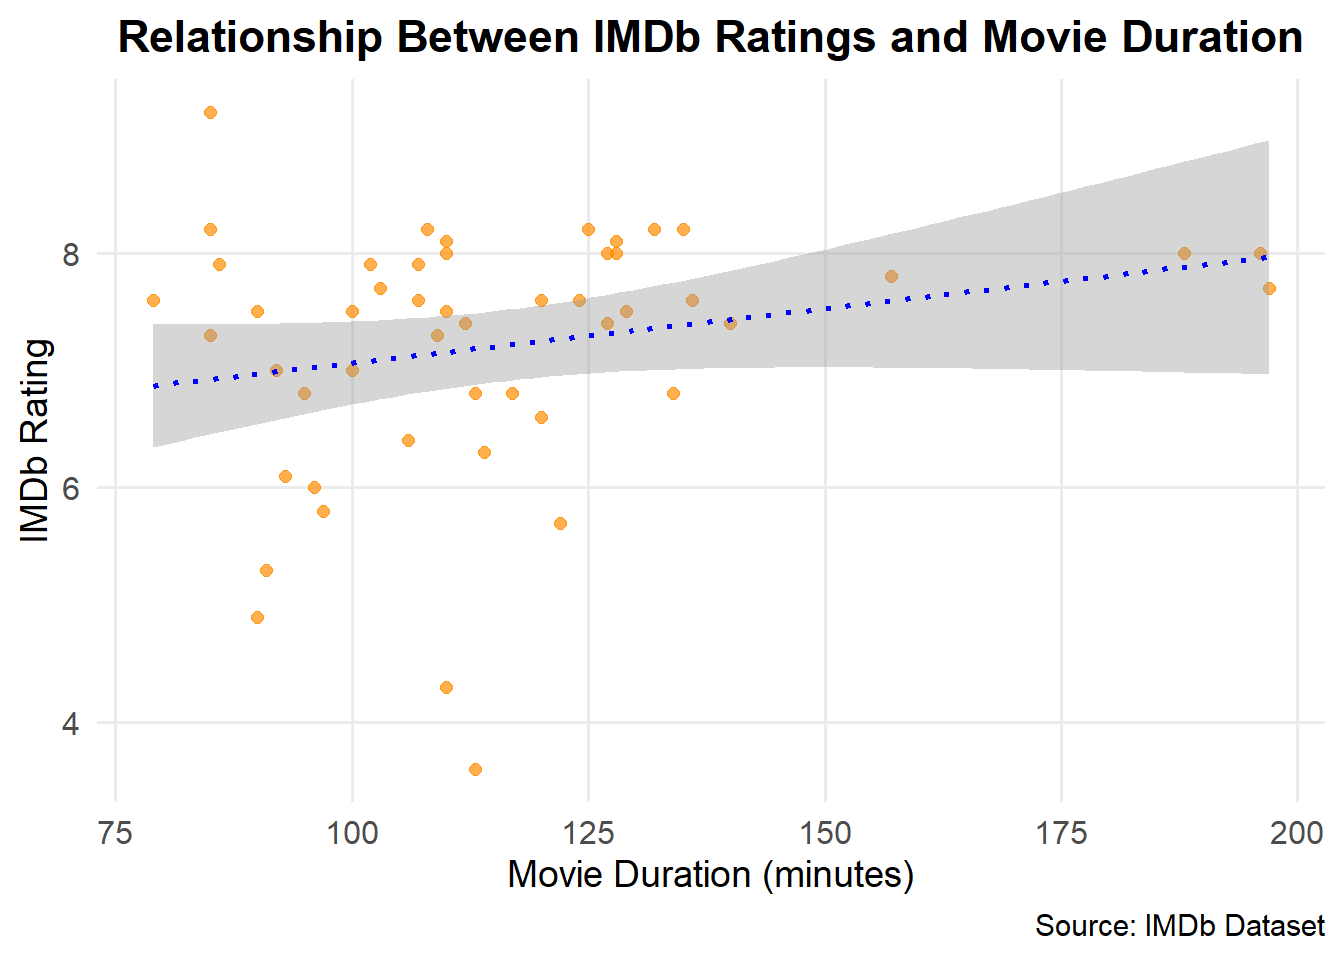 Relationship Between IMDb Ratings and Movie Duration
IMDb Rating
8
6
4
75 100 125 150 175 200
Movie Duration (minutes)
Source: IMDb Dataset